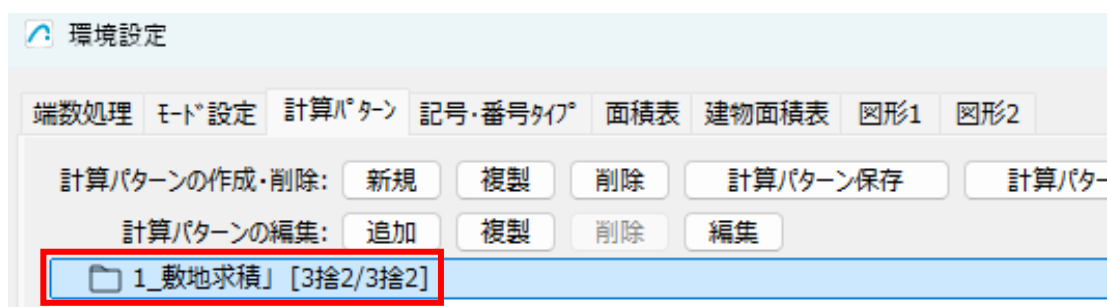 環境設定
端数処理 ﾓｰﾄﾞ設定 計算ﾊﾟﾀｰﾝ 記号・番号ﾀｲﾌﾟ 面積表 建物面積表 図形1 図形2
計算パターンの作成・削除: 新規 複製 削除 計算パターン保存 計算パター
計算パターンの編集: 追加 複製 削除 編集
1_敷地求積」 [3捨2/3捨2]